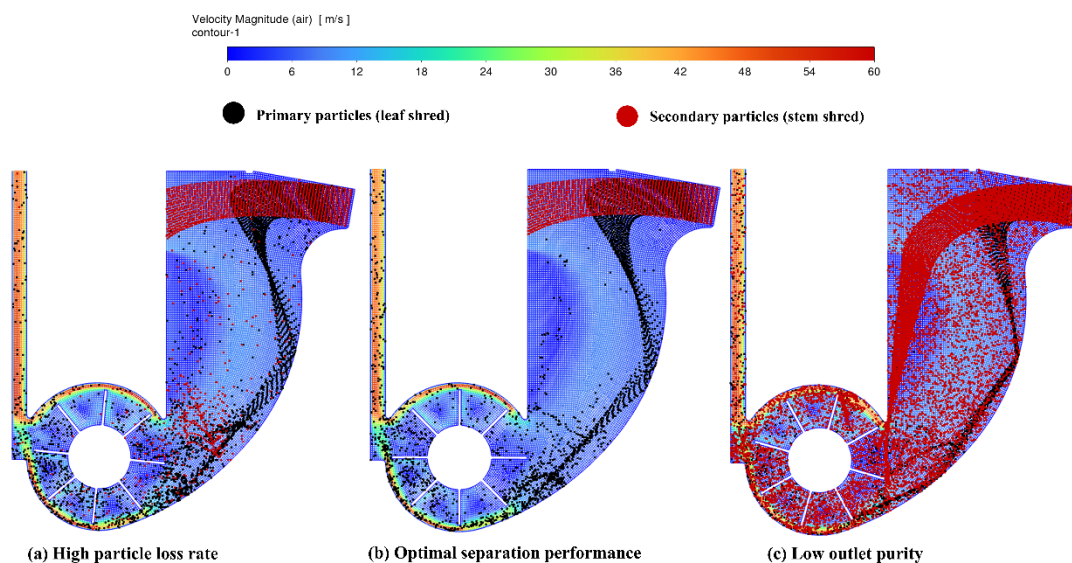 Velocity Magnitude (air) [ m/s ]
contour-1
0 6 12 18 24 30 36 42 48 54 60
Primary particles (leaf shred) Secondary particles (stem shred)
(a) High particle loss rate (b) Optimal separation performance (c) Low outlet purity